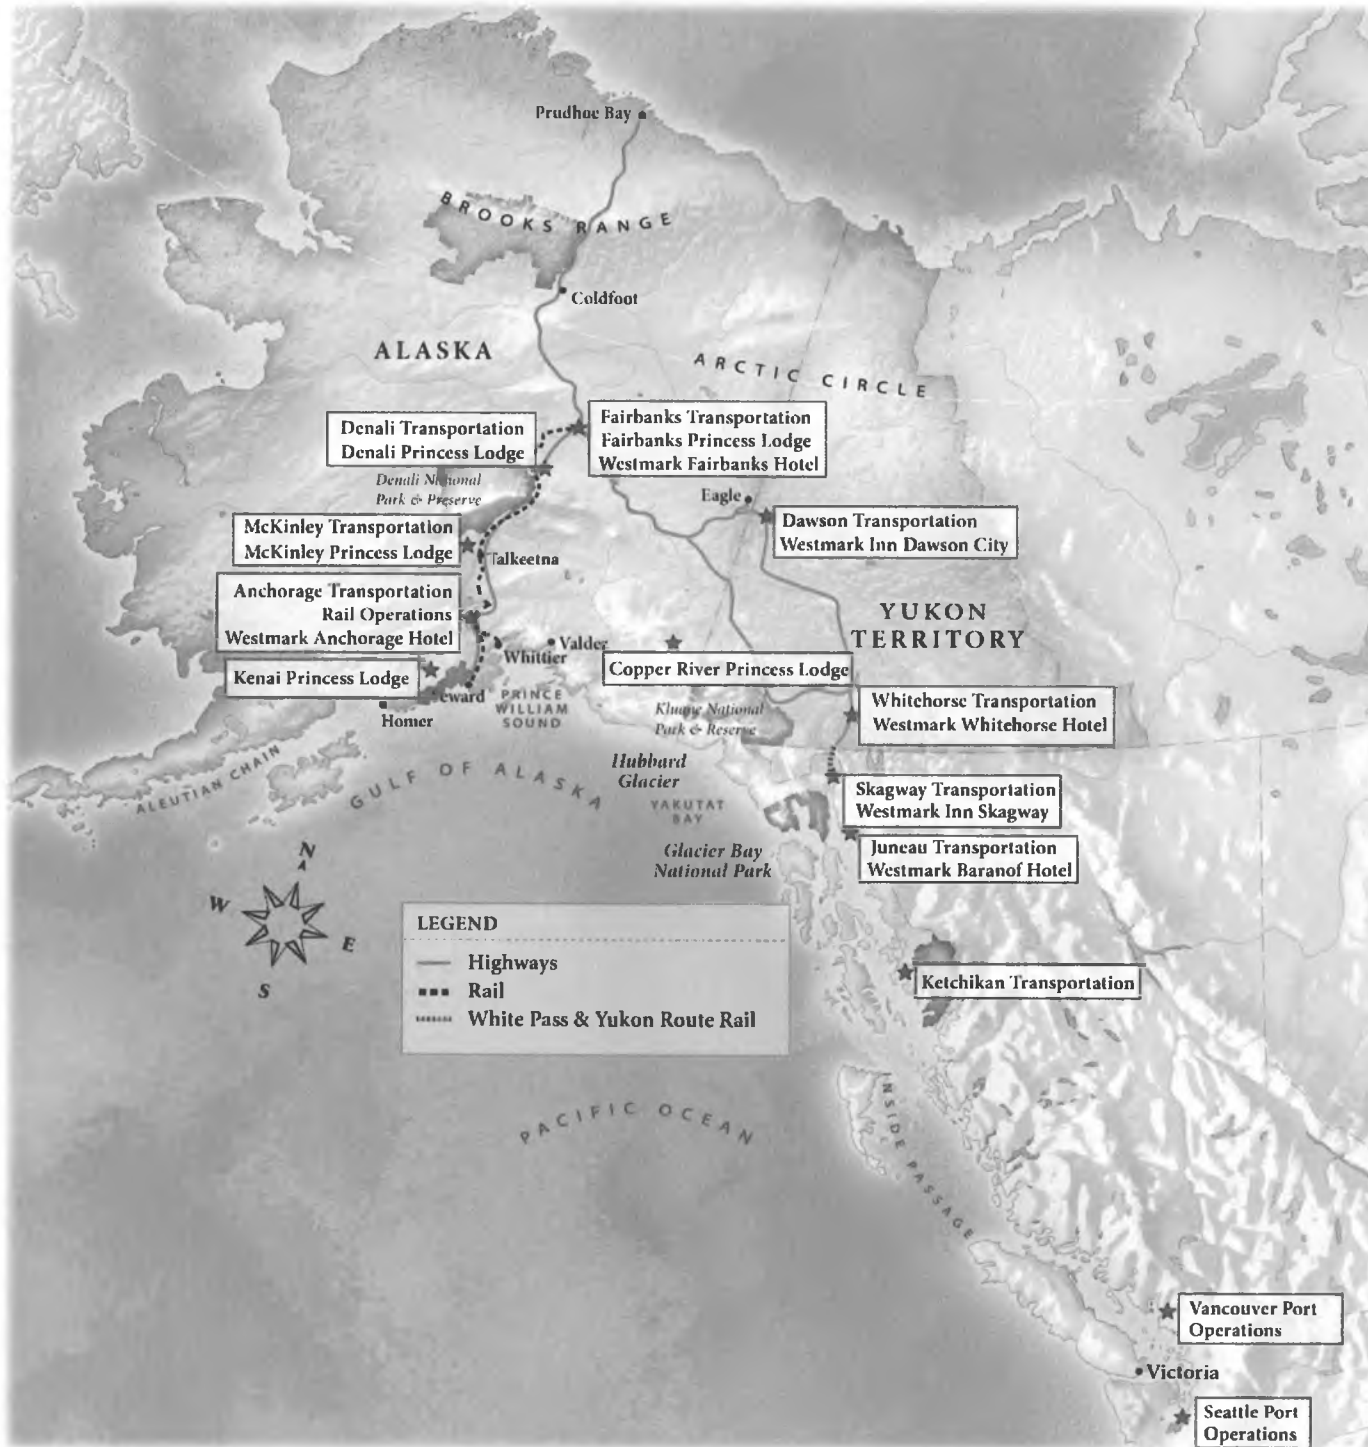 Prudhoe Bay
BROOKS RANGE
Coldfoot
ALASKA
ARCTIC CIRCLE
Denali Transportation
Denali Princess Lodge
Fairbanks Transportation
Fairbanks Princess Lodge
Westmark Fairbanks Hotel
Denali National
Park & Preserve
Eagle
Dawson Transportation
Westmark Inn Dawson City
McKinley Transportation
McKinley Princess Lodge
Talkeetna
Anchorage Transportation
Rail Operations
Westmark Anchorage Hotel
YUKON
TERRITORY
Whittier
Valdez
Copper River Princess Lodge
Kenai Princess Lodge
eward
Homer
PRINCE
WILLIAM
SOUND
Kluane National
Park & Reserve
Whitehorse Transportation
Westmark Whitehorse Hotel
ALEUTIAN CHAIN
GULF OF ALASKA
Hubbard
Glacier
YAKUTAT
BAY
Skagway Transportation
Westmark Inn Skagway
Glacier Bay
National Park
Juneau Transportation
Westmark Baranof Hotel
N
W
E
S
LEGEND
Highways
Rail
White Pass & Yukon Route Rail
Ketchikan Transportation
PACIFIC OCEAN
INSIDE PASSAGE
Vancouver Port
Operations
Victoria
Seattle Port
Operations